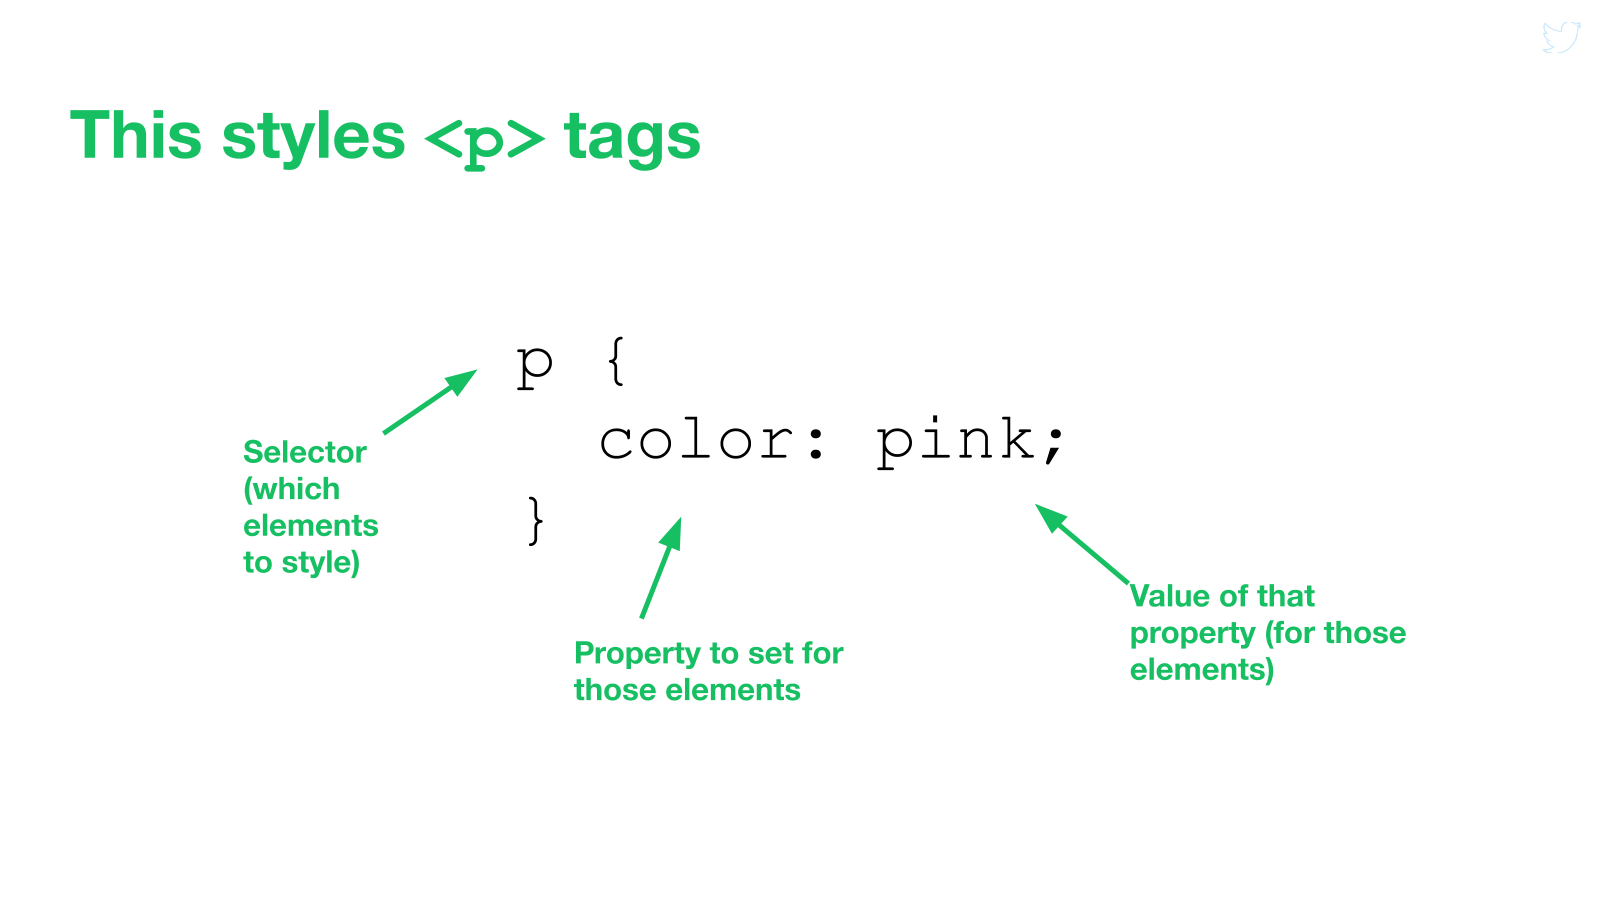 This styles <p> tags
p {
color: pink;
}
Selector
(which
elements
to style)
Property to set for
those elements
Value of that
property (for those
elements)